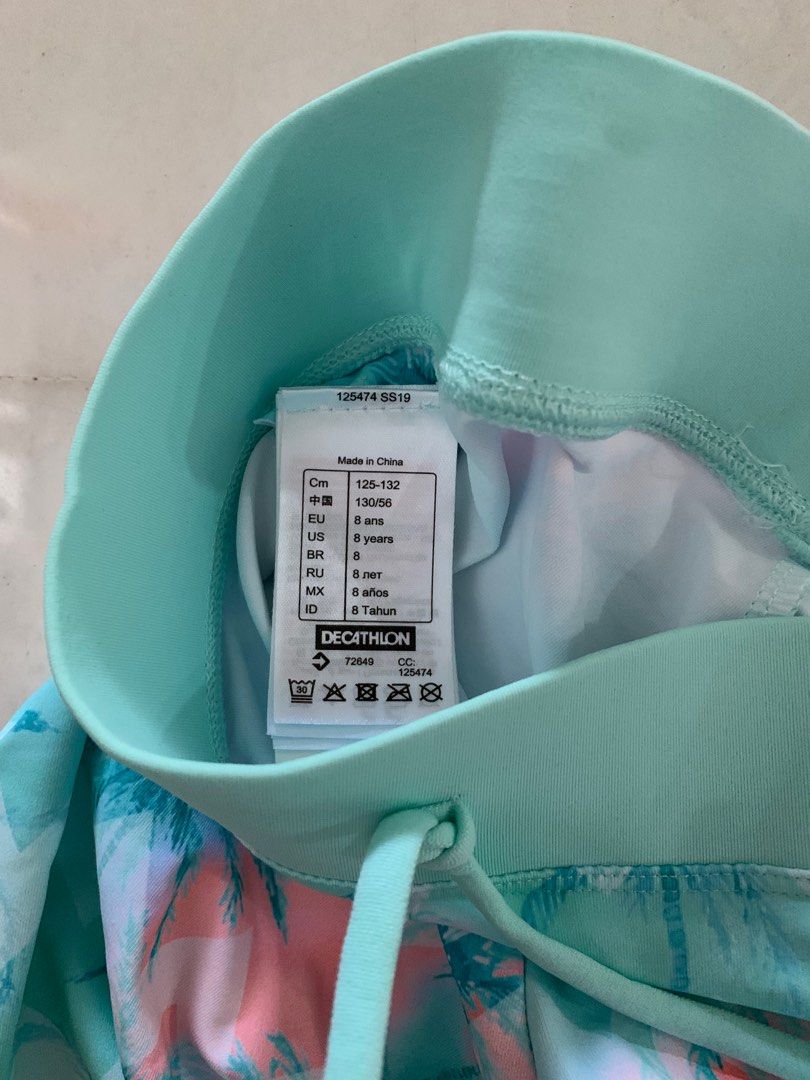 125474 SS19
Made in China
Cm 125-132
中国 130/56
EU 8 ans
US 8 years
BR 8
RU 8 лет
MX 8 años
ID 8 Tahun
DECATHLON
72649 CC:
125474
30